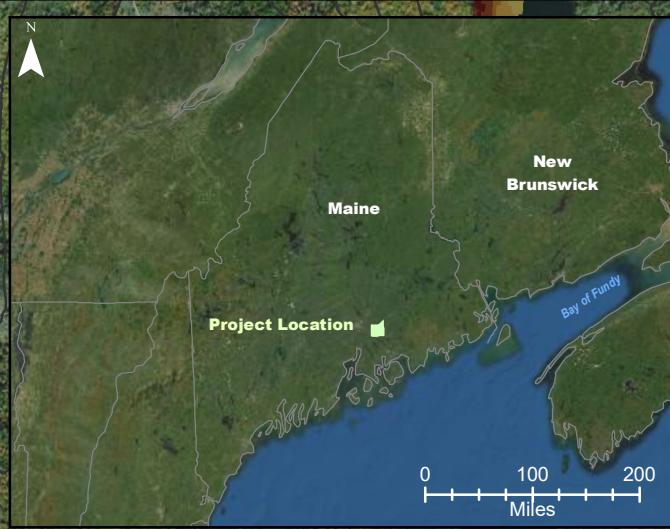 N
Maine
New
Brunswick
Project Location
Bay of Fundy
0 100 200
Miles